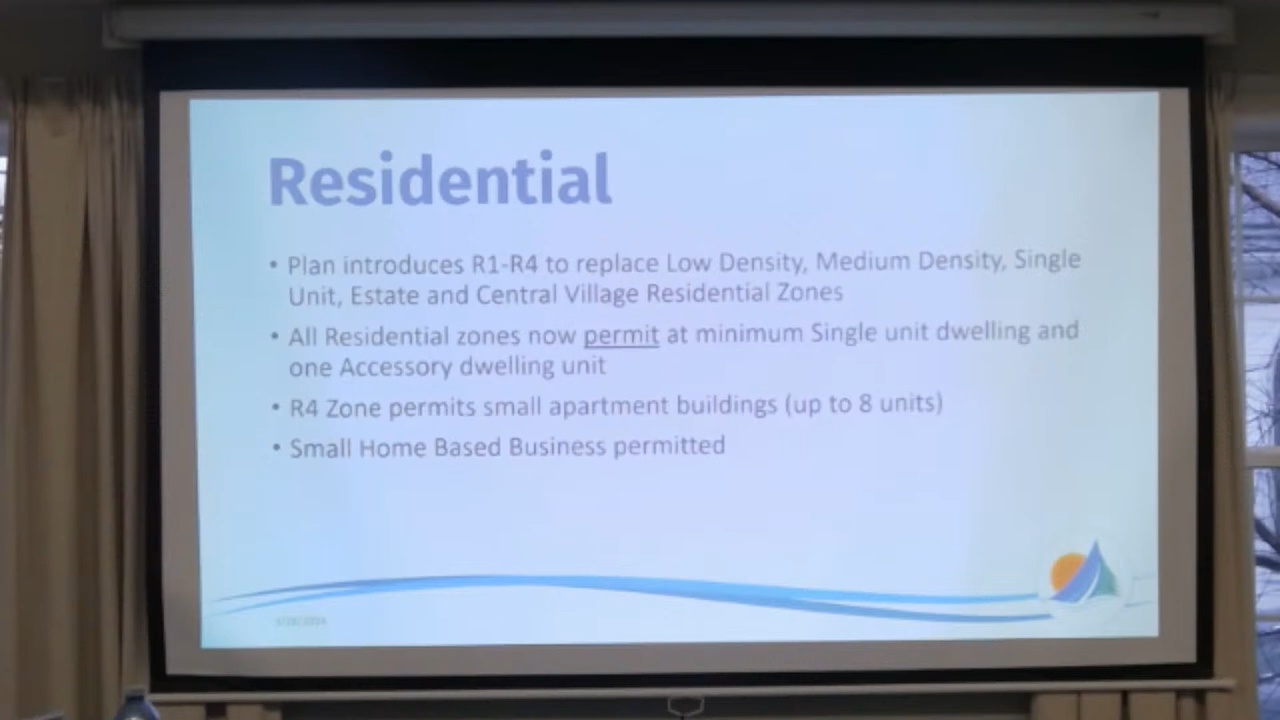 Residential
• Plan introduces R1-R4 to replace Low Density, Medium Density, Single
Unit, Estate and Central Village Residential Zones
• All Residential zones now permit at minimum Single unit dwelling and
one Accessory dwelling unit
• R4 Zone permits small apartment buildings (up to 8 units)
• Small Home Based Business permitted